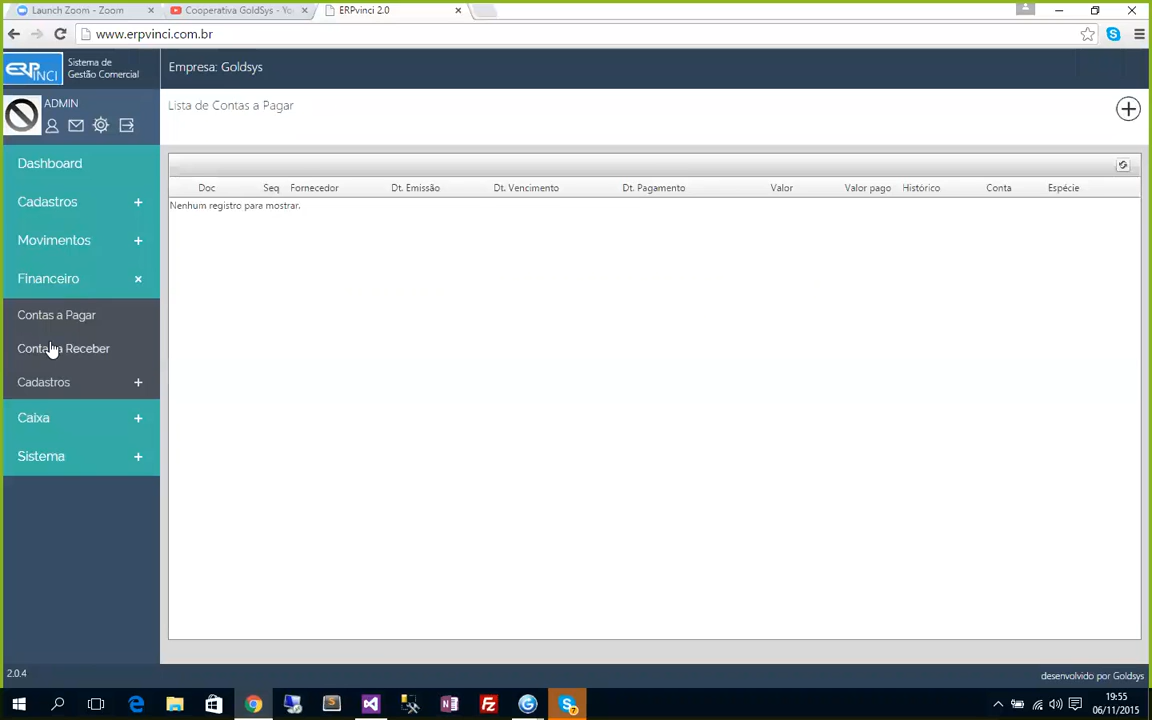 Launch Zoom - Zoom
Cooperativa GoldSys - Yo
ERPvinci 2.0
www.erpvinci.com.br
ERPINCI
Sistema de
Gestão Comercial
Empresa: Goldsys
ADMIN
Lista de Contas a Pagar
Dashboard
Cadastros +
Movimentos +
Financeiro ×
Contas a Pagar
Receber
Cadastros +
Caixa +
Sistema +
Doc Seq Fornecedor Dt. Emissão Dt. Vencimento Dt. Pagamento Valor Valor pago Histórico Conta Espécie
Nenhum registro para mostrar.
2.0.4
desenvolvido por Goldsys
19:55
06/11/2015